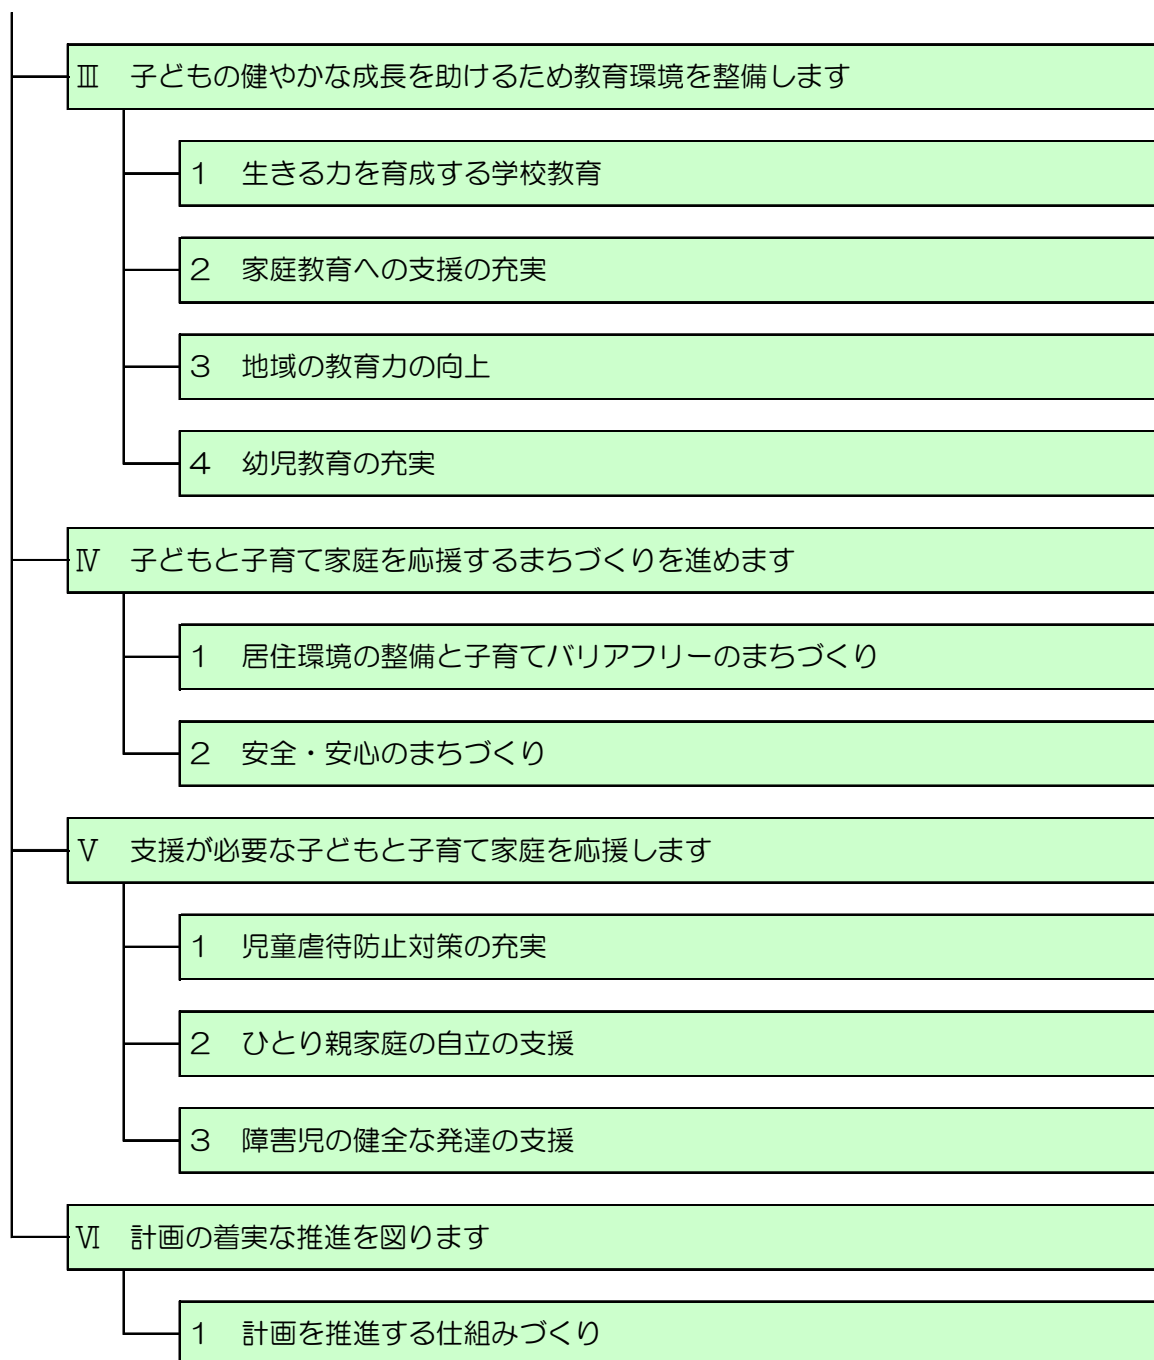 Ⅲ 子どもの健やかな成長を助けるため教育環境を整備します
１ 生きる力を育成する学校教育
２ 家庭教育への支援の充実
３ 地域の教育力の向上
４ 幼児教育の充実
Ⅳ 子どもと子育て家庭を応援するまちづくりを進めます
１ 居住環境の整備と子育てバリアフリーのまちづくり
２ 安全・安心のまちづくり
Ⅴ 支援が必要な子どもと子育て家庭を応援します
１ 児童虐待防止対策の充実
２ ひとり親家庭の自立の支援
３ 障害児の健全な発達の支援
Ⅵ 計画の着実な推進を図ります
１ 計画を推進する仕組みづくり